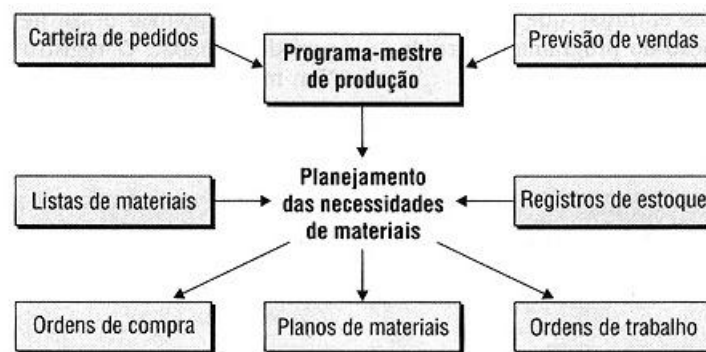 Carteira de pedidos
Programa-mestre
de produção
Previsão de vendas
Listas de materiais
Planejamento
das necessidades
de materiais
Registros de estoque
Ordens de compra
Planos de materiais
Ordens de trabalho